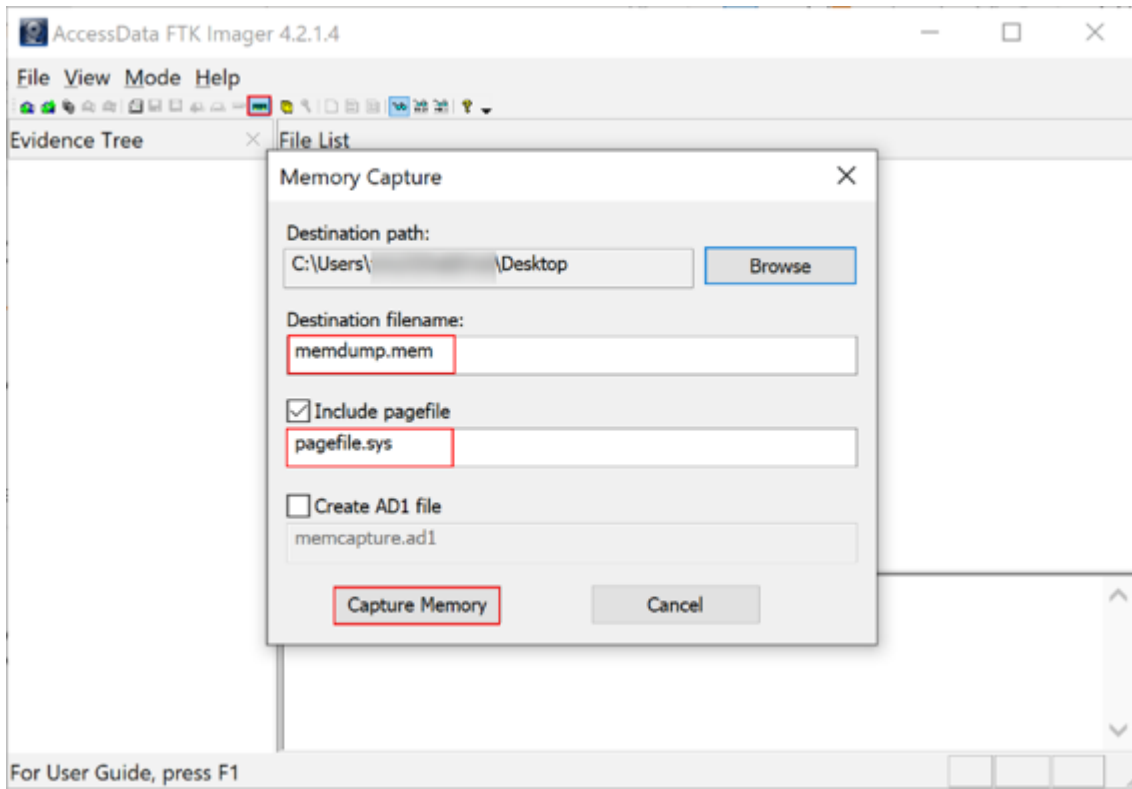 AccessData FTK Imager 4.2.1.4
File View Mode Help
Evidence Tree
File List
Memory Capture
Destination path:
C:\Users\ \Desktop
Browse
Destination filename:
memdump.mem
Include pagefile
pagefile.sys
Create AD1 file
memcapture.ad1
Capture Memory
Cancel
For User Guide, press F1